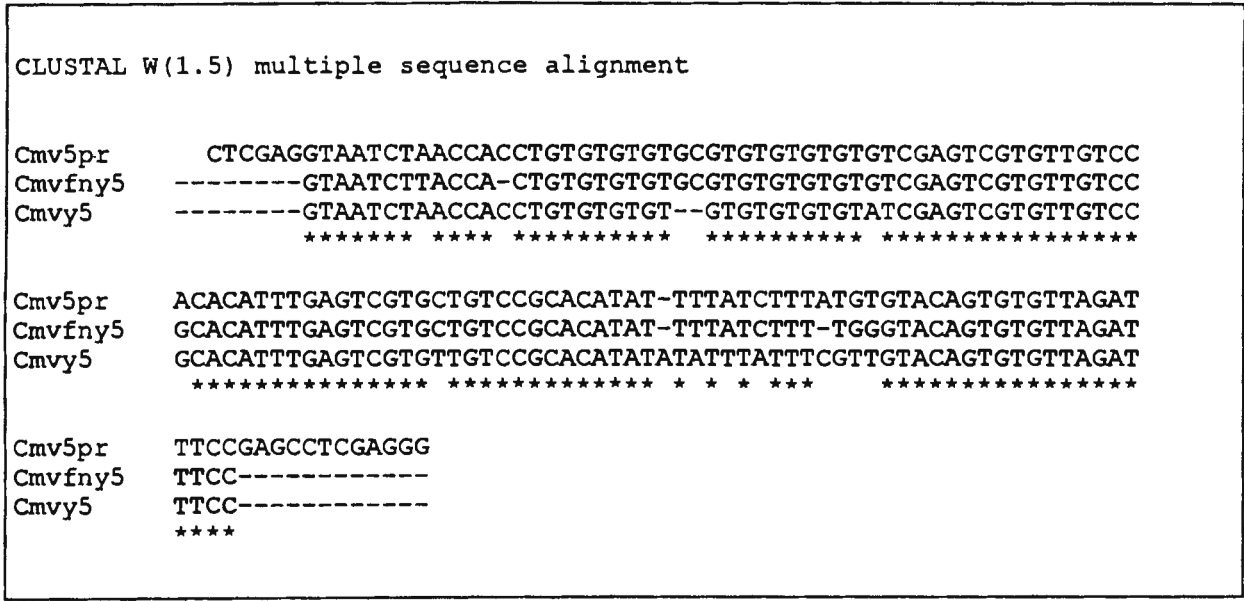 CLUSTAL W(1.5) multiple sequence alignment
Cmv5pr CTCGAGGTAATCTAACCACCTGTGTGTGTGCGTGTGTGTGTGTCGAGTCGTGTTGTCC
Cmvfny5 --------GTAATCTTACCA-CTGTGTGTGTGCGTGTGTGTGTGTCGAGTCGTGTTGTCC
Cmvy5 --------GTAATCTAACCACCTGTGTGTGT--GTGTGTGTGTATCGAGTCGTGTTGTCC
******* **** ********** ********** ****************
Cmv5pr ACACATTTGAGTCGTGCTGTCCGCACATAT-TTTATCTTTATGTGTACAGTGTGTTAGAT
Cmvfny5 GCACATTTGAGTCGTGCTGTCCGCACATAT-TTTATCTTT-TGGGTACAGTGTGTTAGAT
Cmvy5 GCACATTTGAGTCGTGTTGTCCGCACATATATATTTATTTCGTTGTACAGTGTGTTAGAT
*************** ************* * * * *** ****************
Cmv5pr TTCCGAGCCTCGAGGG
Cmvfny5 TTCC------------
Cmvy5 TTCC------------
****